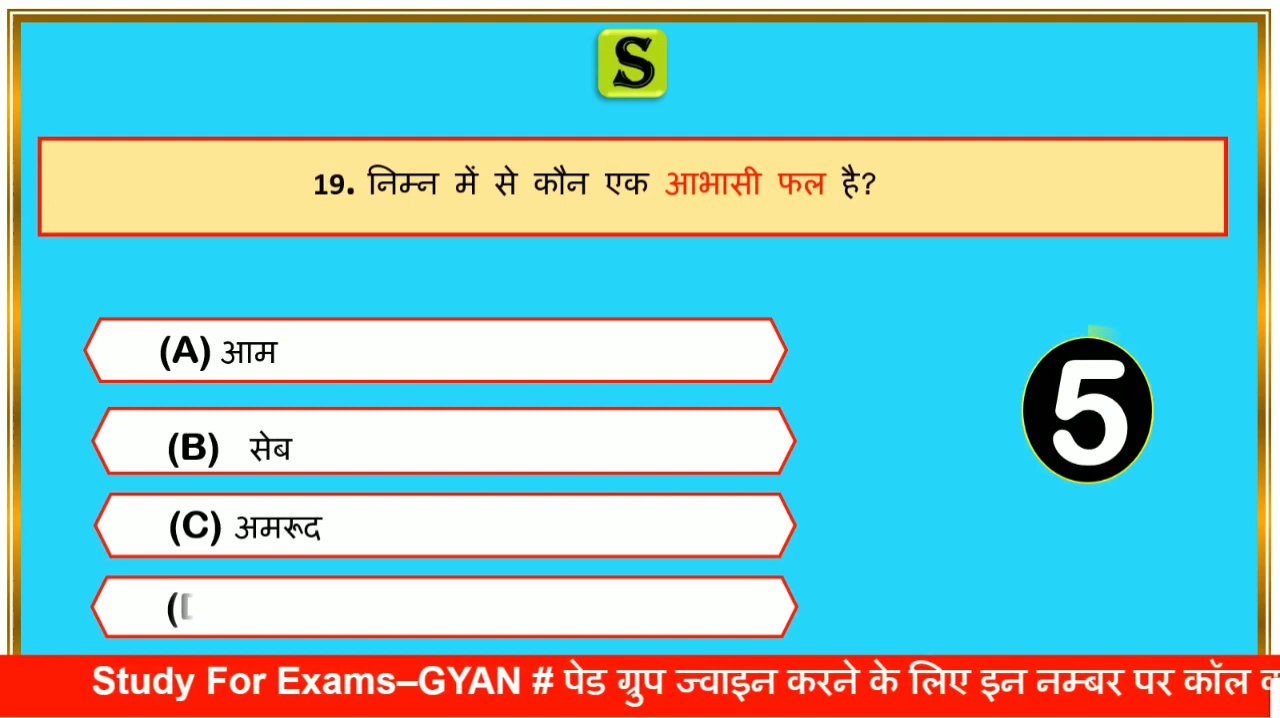 S
19. निम्न में से कौन एक आभासी फल है?
(A) आम
(B) सेब
5
(C) अमरूद
(
Study For Exams–GYAN # पेड ग्रुप ज्वाइन करने के लिए इन नम्बर पर कॉल